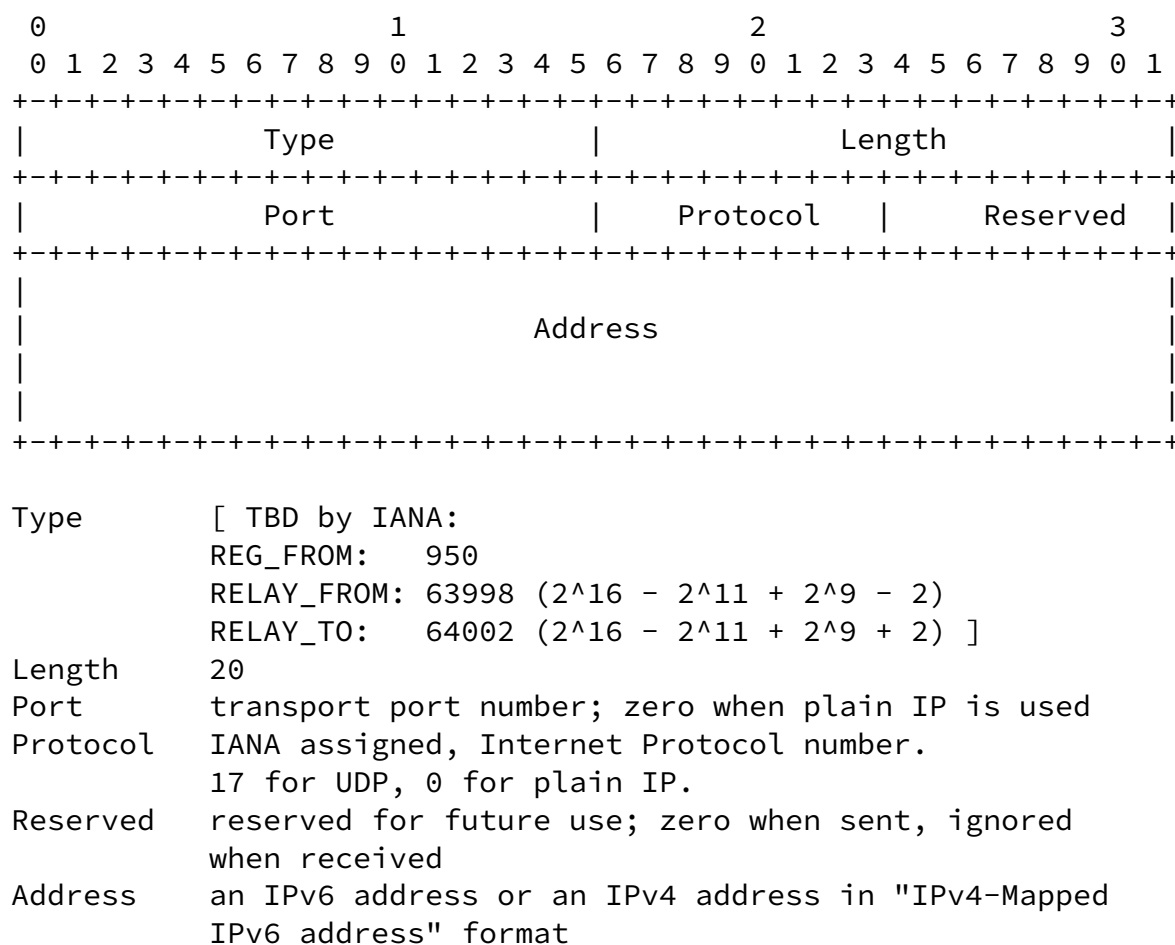 0                   1                   2                   3
 0 1 2 3 4 5 6 7 8 9 0 1 2 3 4 5 6 7 8 9 0 1 2 3 4 5 6 7 8 9 0 1
+-+-+-+-+-+-+-+-+-+-+-+-+-+-+-+-+-+-+-+-+-+-+-+-+-+-+-+-+-+-+-+-+
|             Type              |             Length            |
+-+-+-+-+-+-+-+-+-+-+-+-+-+-+-+-+-+-+-+-+-+-+-+-+-+-+-+-+-+-+-+-+
|             Port              |    Protocol   |     Reserved  |
+-+-+-+-+-+-+-+-+-+-+-+-+-+-+-+-+-+-+-+-+-+-+-+-+-+-+-+-+-+-+-+-+
|                                                               |
|                            Address                            |
|                                                               |
|                                                               |
+-+-+-+-+-+-+-+-+-+-+-+-+-+-+-+-+-+-+-+-+-+-+-+-+-+-+-+-+-+-+-+-+

Type       [ TBD by IANA:
           REG_FROM:   950
           RELAY_FROM: 63998 (2^16 - 2^11 + 2^9 - 2)
           RELAY_TO:   64002 (2^16 - 2^11 + 2^9 + 2) ]
Length     20
Port       transport port number; zero when plain IP is used
Protocol   IANA assigned, Internet Protocol number.
           17 for UDP, 0 for plain IP.
Reserved   reserved for future use; zero when sent, ignored
           when received
Address    an IPv6 address or an IPv4 address in "IPv4-Mapped
           IPv6 address" format